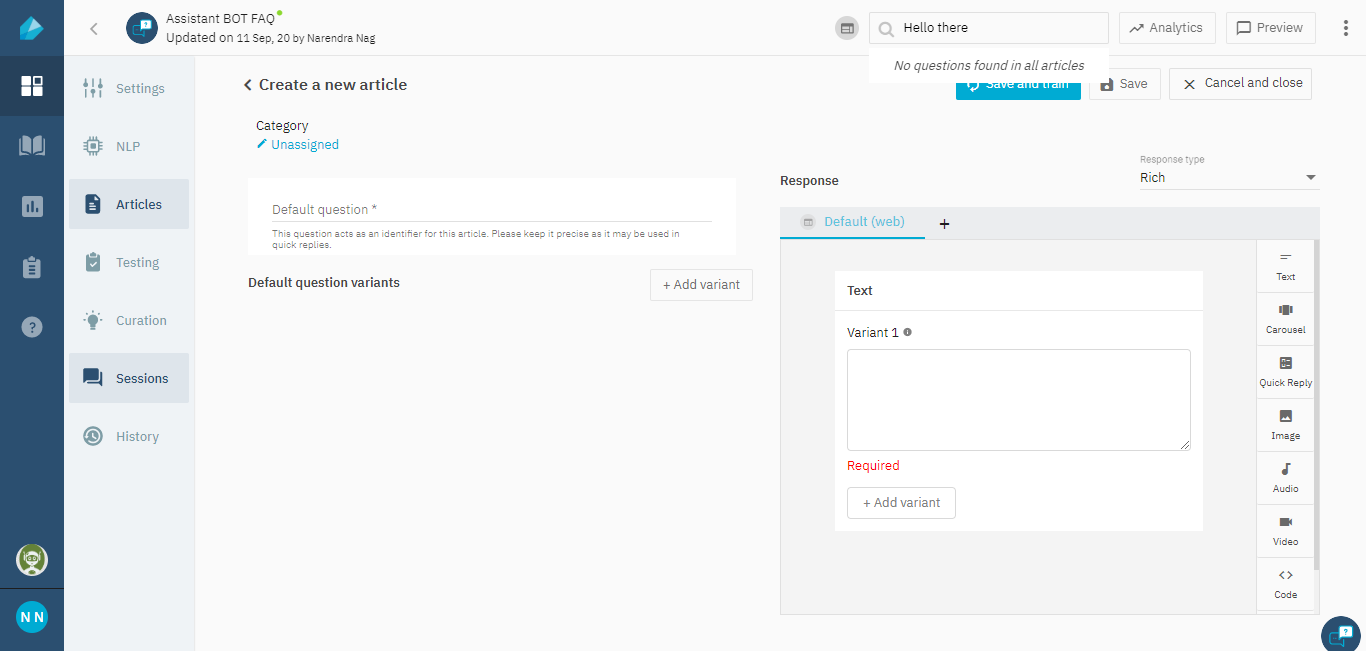 Assistant BOT FAQ
Updated on 11 Sep, 20 by Narendra Nag
Hello there
Analytics
Preview
No questions found in all articles
Settings
NLP
Articles
Testing
Curation
Sessions
History
N N
Create a new article
Save and train
Save
Cancel and close
Category
Unassigned
Default question *
This question acts as an identifier for this article. Please keep it precise as it may be used in
quick replies.
Default question variants
+ Add variant
Response
Response type
Rich
Default (web)
+
Text
Variant 1
Required
+ Add variant
Text
Carousel
Quick Reply
Image
Audio
Video
Code